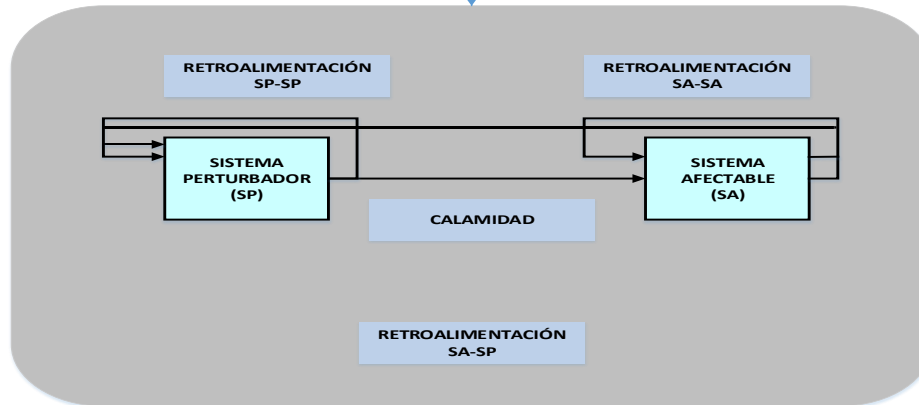 RETROALIMENTACIÓN
SP-SP
RETROALIMENTACIÓN
SA-SA
SISTEMA
PERTURBADOR
(SP)
SISTEMA
AFECTABLE
(SA)
CALAMIDAD
RETROALIMENTACIÓN
SA-SP